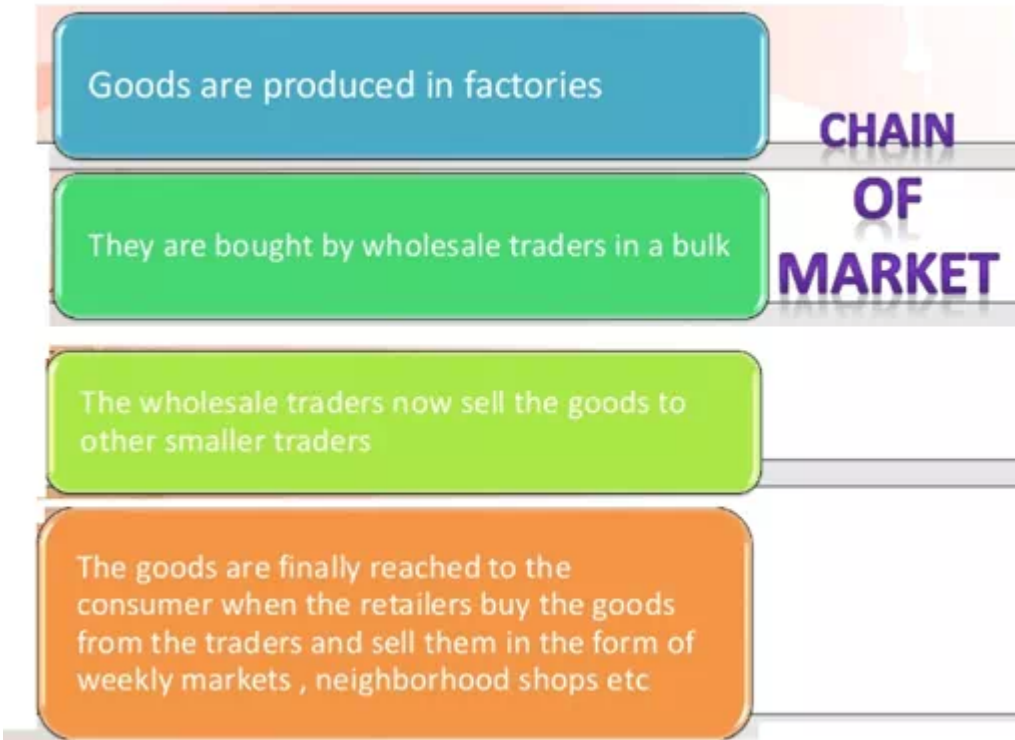 Goods are produced in factories
CHAIN
OF
MARKET
They are bought by wholesale traders in a bulk
The wholesale traders now sell the goods to
other smaller traders
The goods are finally reached to the
consumer when the retailers buy the goods
from the traders and sell them in the form of
weekly markets , neighborhood shops etc